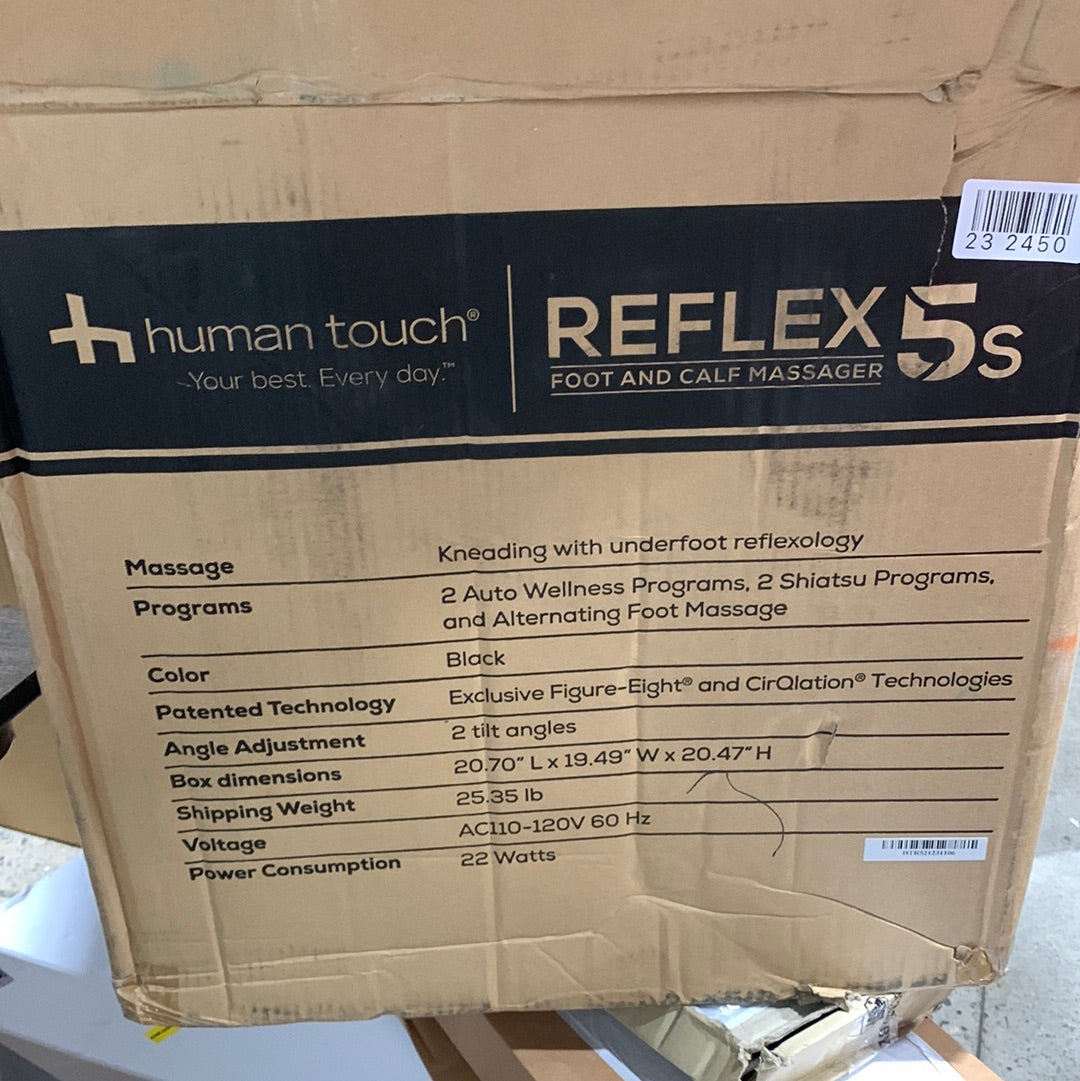 23 2450
human touch®
Your best. Every day.™
REFLEX 5s
FOOT AND CALF MASSAGER
Massage Kneading with underfoot reflexology
Programs 2 Auto Wellness Programs, 2 Shiatsu Programs,
and Alternating Foot Massage
Color Black
Patented Technology Exclusive Figure-Eight® and CirQlation® Technologies
Angle Adjustment 2 tilt angles
Box dimensions 20.70" L x 19.49" W x 20.47" H
Shipping Weight 25.35 lb
Voltage AC110-120V 60 Hz
Power Consumption 22 Watts